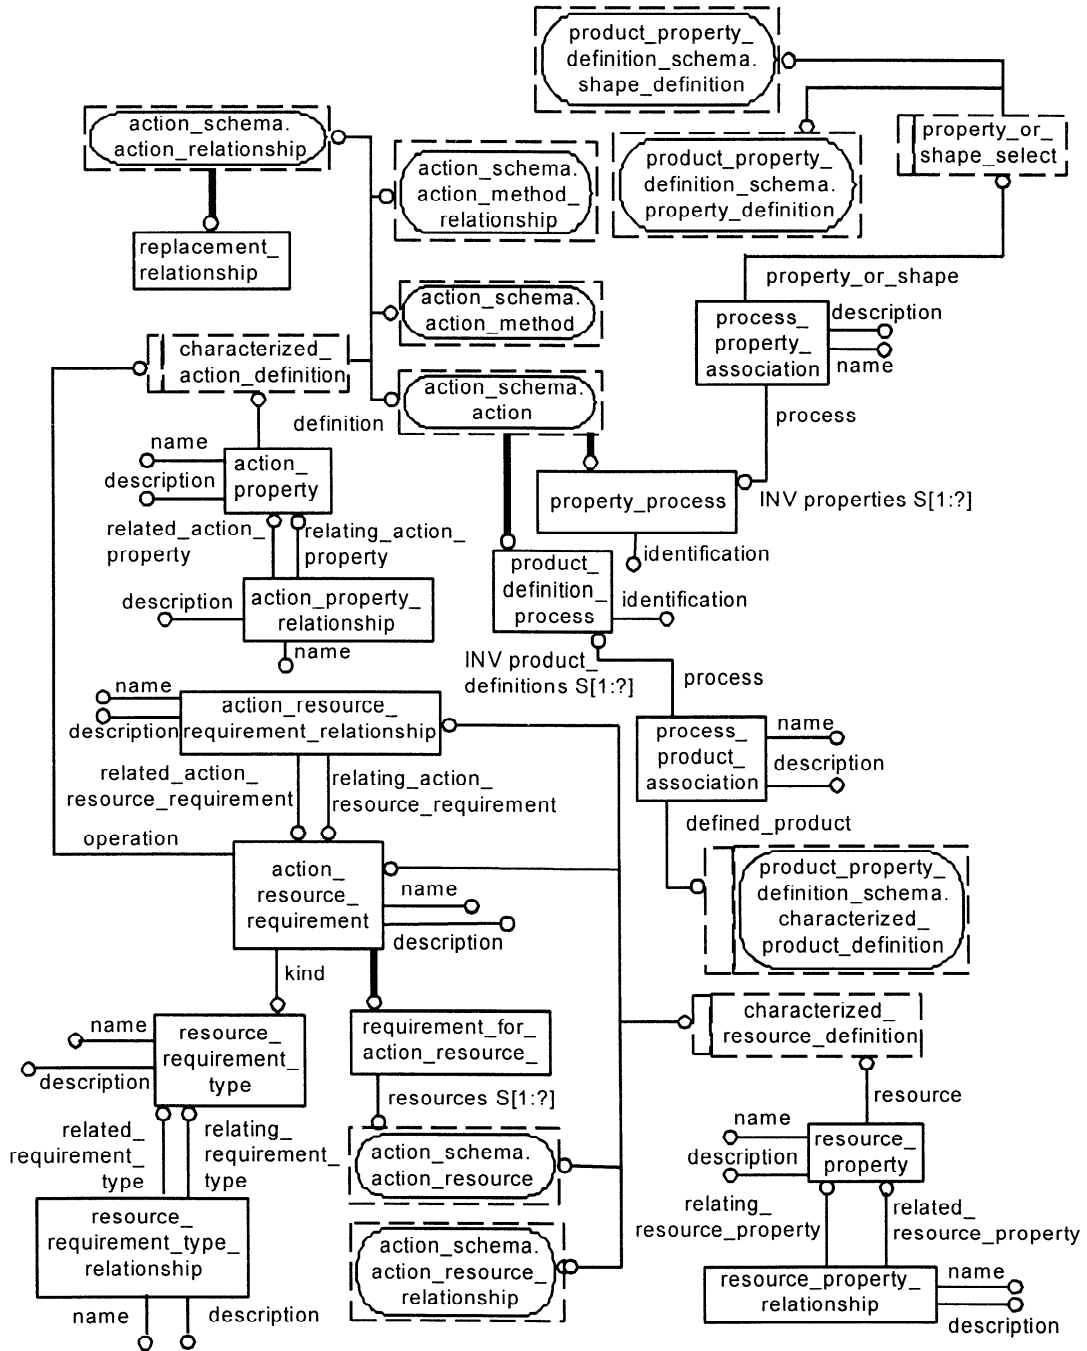 product_property_
definition_schema.
shape_definition
action_schema.
action_relationship
property_or_
shape_select
action_schema.
action_method_
relationship
product_property_
definition_schema.
property_definition
replacement_
relationship
property_or_shape
action_schema.
action_method
process_
property_
association
description
name
characterized_
action_definition
action_schema.
action
definition
process
name
description
action_
property
property_process
INV properties S[1:?]
related_action_
property
relating_action_
property
identification
product_
definition_
process
identification
description
action_property_
relationship
name
INV product_
definitions S[1:?]
process
name
description
action_resource_
requirement_relationship
process_
product_
association
name
description
related_action_
resource_requirement
relating_action_
resource_requirement
defined_product
operation
action_
resource_
requirement
name
description
product_property_
definition_schema.
characterized_
product_definition
kind
characterized_
resource_definition
name
description
resource_
requirement_
type
requirement_for_
action_resource_
resources S[1:?]
resource
related_
requirement_
type
relating_
requirement_
type
name
description
resource_
property
action_schema.
action_resource
relating_
resource_property
related_
resource_property
resource_
requirement_type_
relationship
action_schema.
action_resource_
relationship
resource_property_
relationship
name
description
name
description